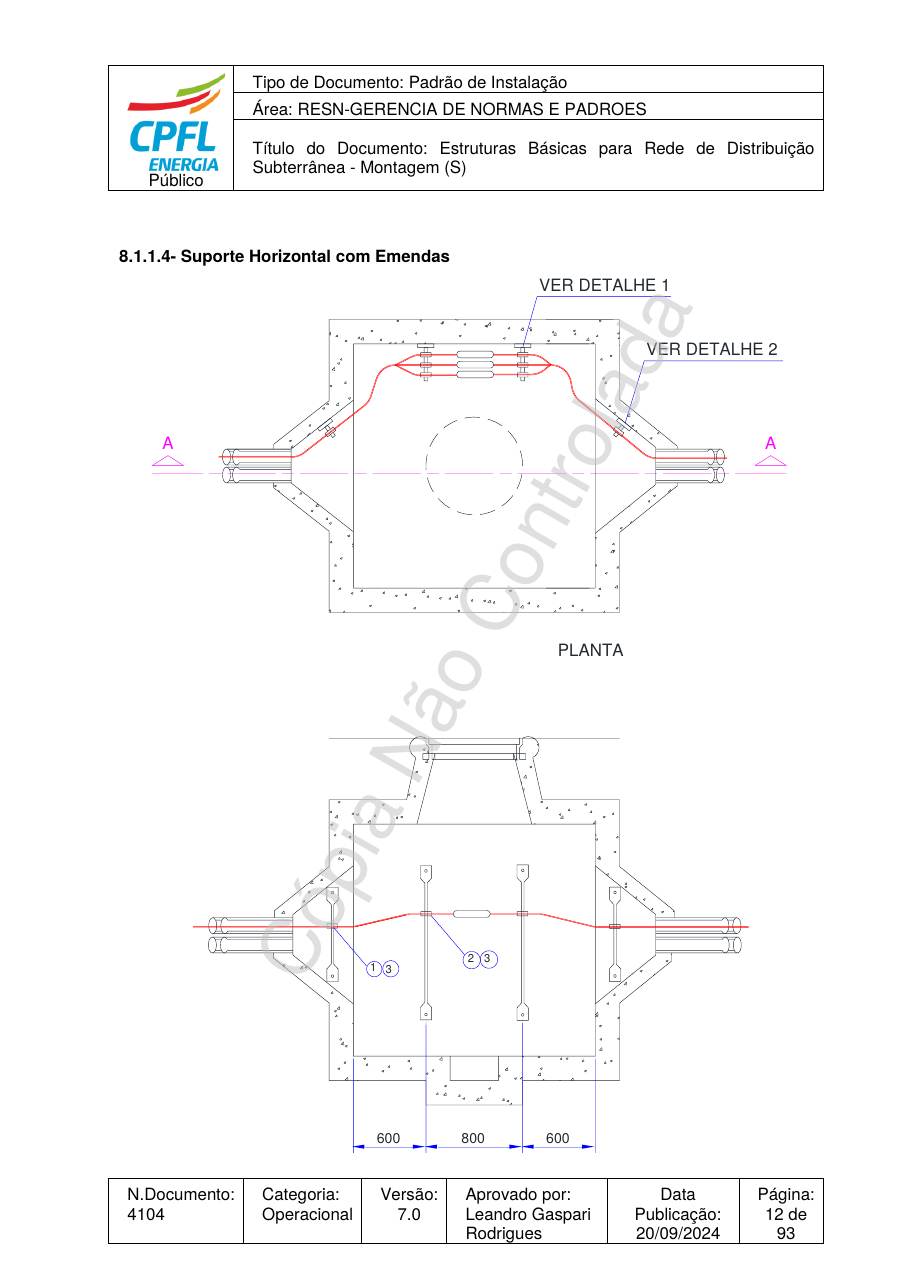 CPFL
ENERGIA
Público
Tipo de Documento: Padrão de Instalação
Área: RESN-GERENCIA DE NORMAS E PADROES
Título do Documento: Estruturas Básicas para Rede de Distribuição
Subterrânea - Montagem (S)
8.1.1.4- Suporte Horizontal com Emendas
VER DETALHE 1
VER DETALHE 2
A
A
PLANTA
Cópia Não Controlada
1 3
2 3
600
800
600
N.Documento:
4104
Categoria:
Operacional
Versão:
7.0
Aprovado por:
Leandro Gaspari
Rodrigues
Data
Publicação:
20/09/2024
Página:
12 de
93